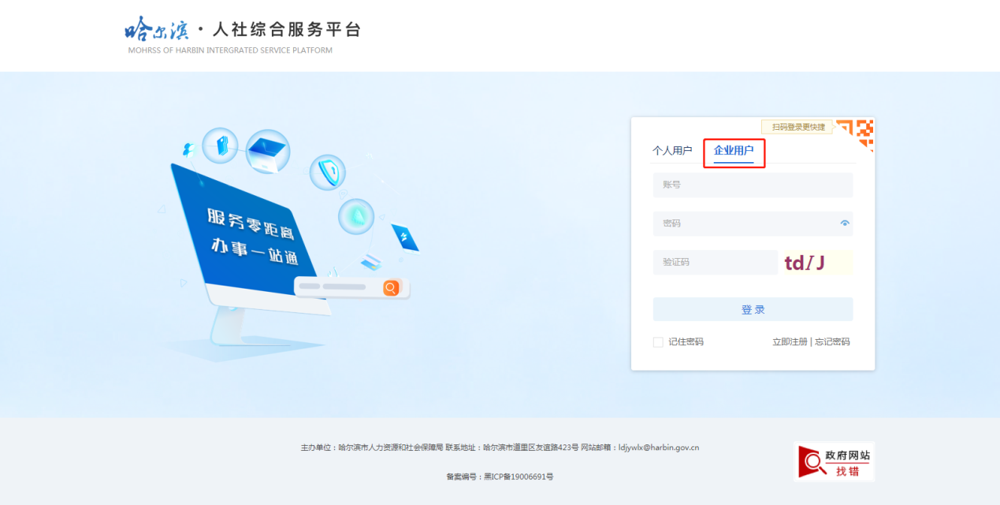 哈尔滨·人社综合服务平台
MOHRSS OF HARBIN INTERGRATED SERVICE PLATFORM
服务零距离
办事一站通
扫码登录更快捷
个人用户 企业用户
账号
密码
验证码 tdIJ
登录
记住密码 立即注册 | 忘记密码
主办单位：哈尔滨市人力资源和社会保障局 联系地址：哈尔滨市道里区友谊路423号 网站邮箱：ldjywlx@harbin.gov.cn
备案编号：黑ICP备19006691号
政府网站
找错